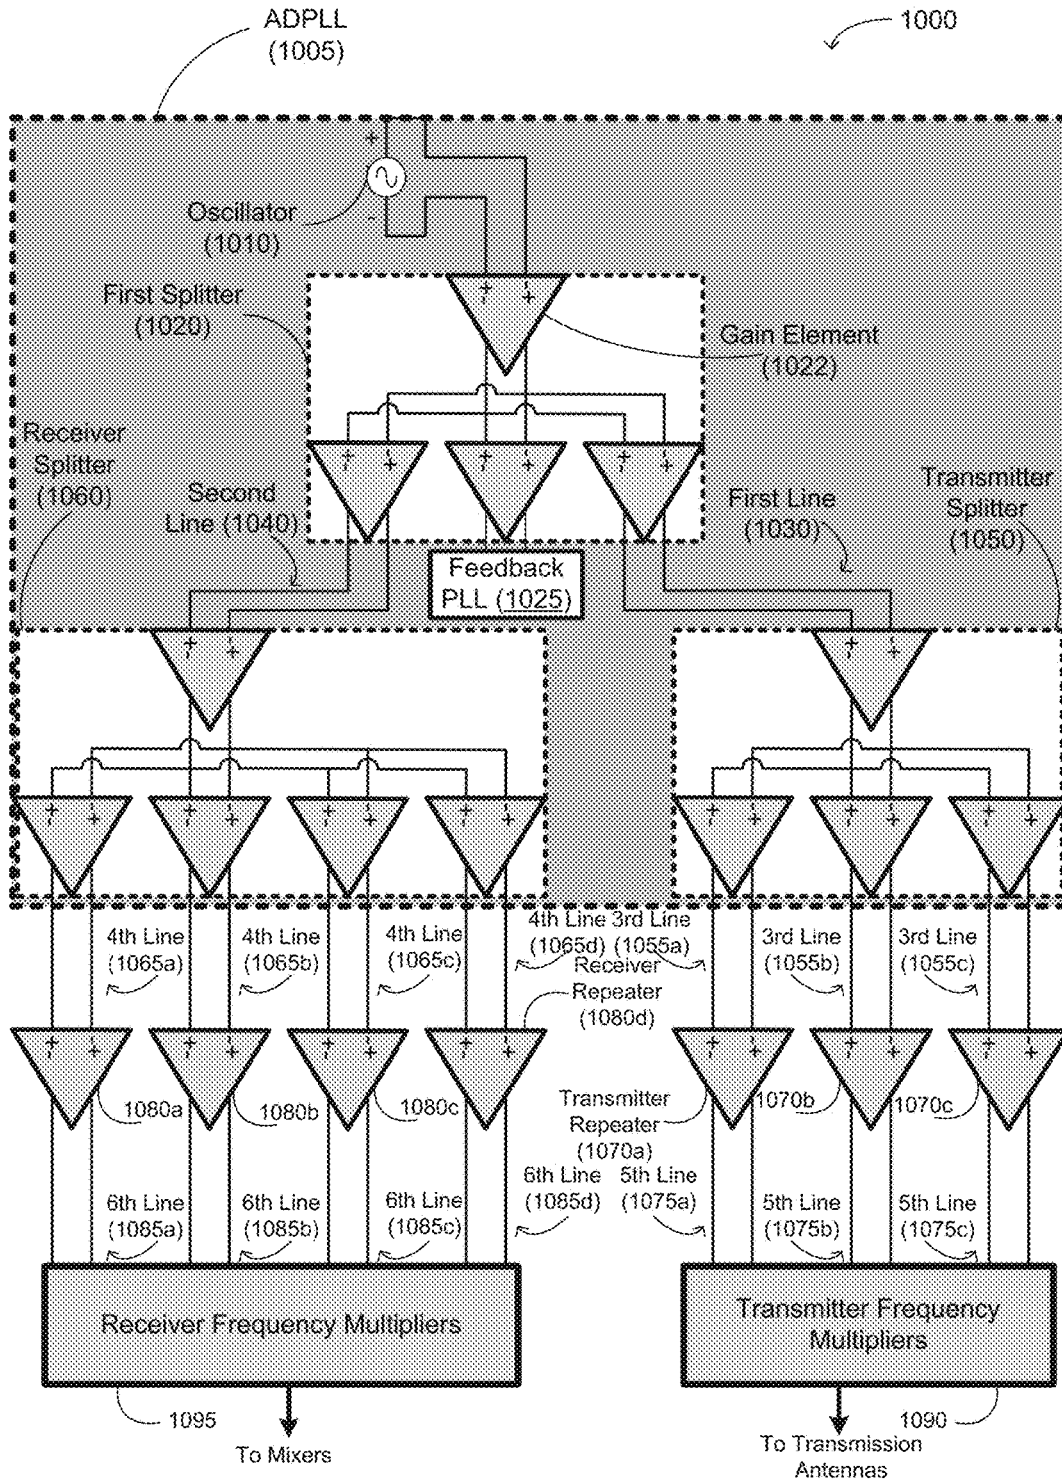 ADPLL
(1005)
1000
+
-
Oscillator
(1010)
First Splitter
(1020)
- +
Gain Element
(1022)
Receiver
Splitter
(1060)
Second
Line (1040)
- + - + - +
First Line
(1030)
Transmitter
Splitter
(1050)
Feedback
PLL (1025)
- + - +
- + - + - + - + - + - + - +
4th Line
(1065a)
4th Line
(1065b)
4th Line
(1065c)
4th Line
(1065d)
3rd Line
(1055a)
3rd Line
(1055b)
3rd Line
(1055c)
Receiver
Repeater
(1080d)
- + - + - + - + - + - + - +
1080a
1080b
1080c
Transmitter
Repeater
(1070a)
1070b
1070c
6th Line
(1085a)
6th Line
(1085b)
6th Line
(1085c)
6th Line
(1085d)
5th Line
(1075a)
5th Line
(1075b)
5th Line
(1075c)
Receiver Frequency Multipliers
Transmitter Frequency
Multipliers
1095
1090
To Mixers
To Transmission
Antennas